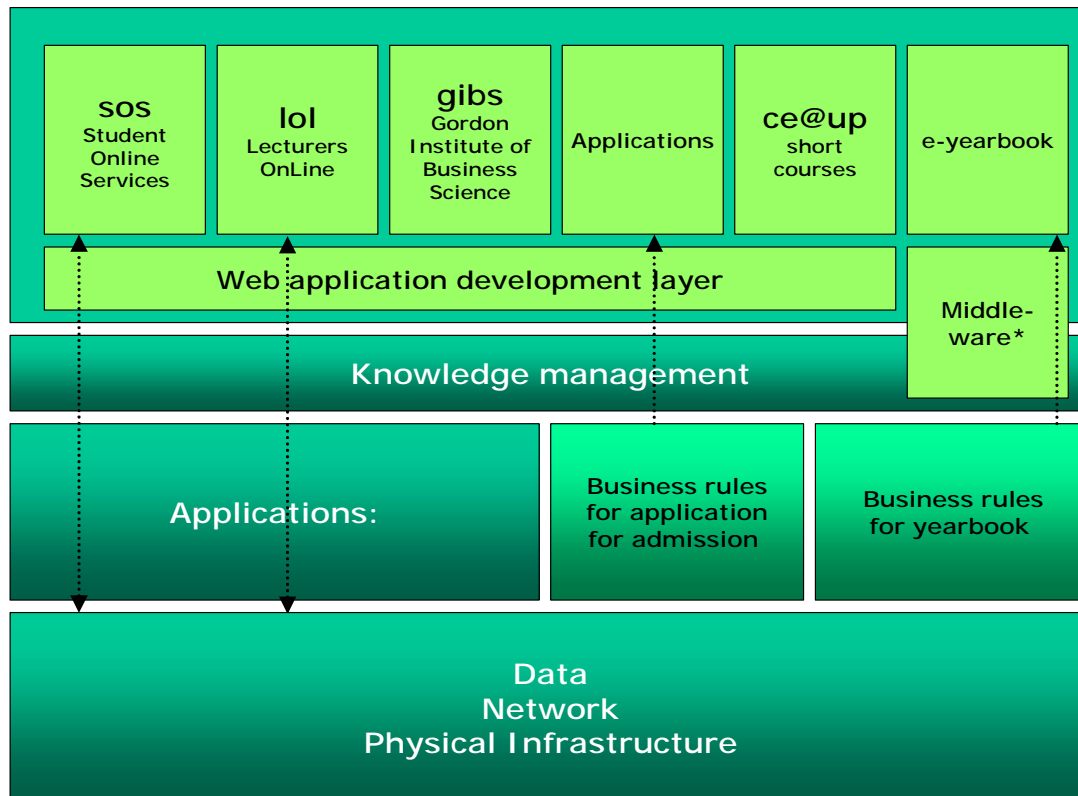 sos
Student
Online
Services
lol
Lecturers
OnLine
gibs
Gordon
Institute of
Business
Science
Applications
ce@up
short
courses
e-yearbook
Web application development layer
Middle-
ware*
Knowledge management
Applications:
Business rules
for application
for admission
Business rules
for yearbook
Data
Network
Physical Infrastructure